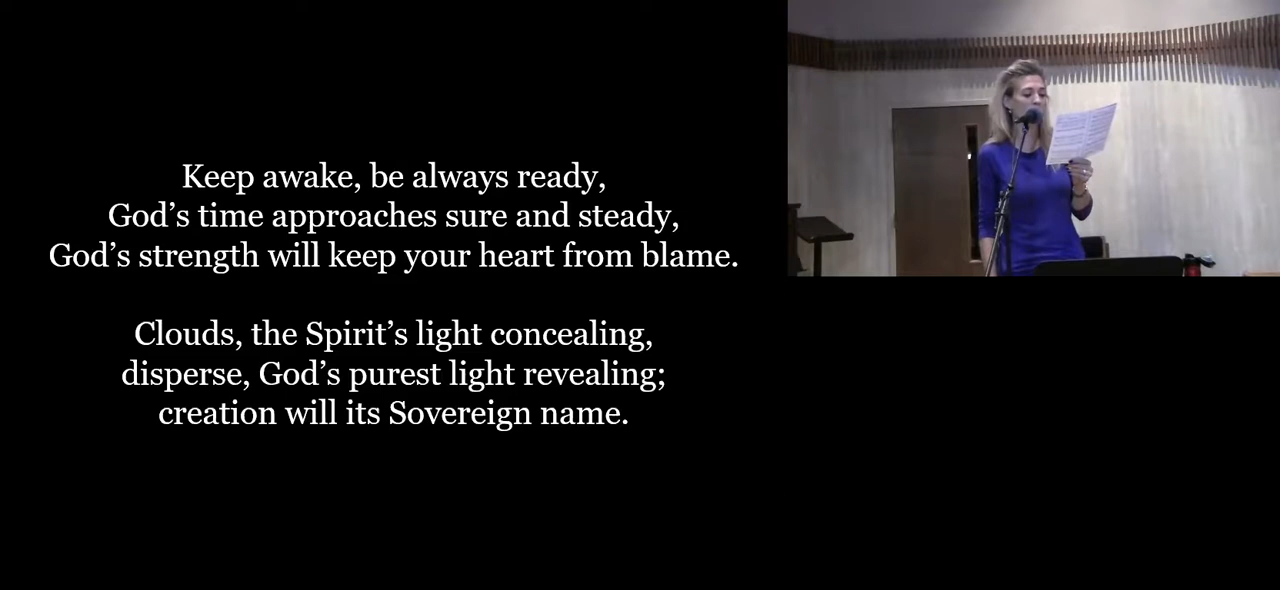 Keep awake, be always ready,
God’s time approaches sure and steady,
God’s strength will keep your heart from blame.
Clouds, the Spirit’s light concealing,
disperse, God’s purest light revealing;
creation will its Sovereign name.